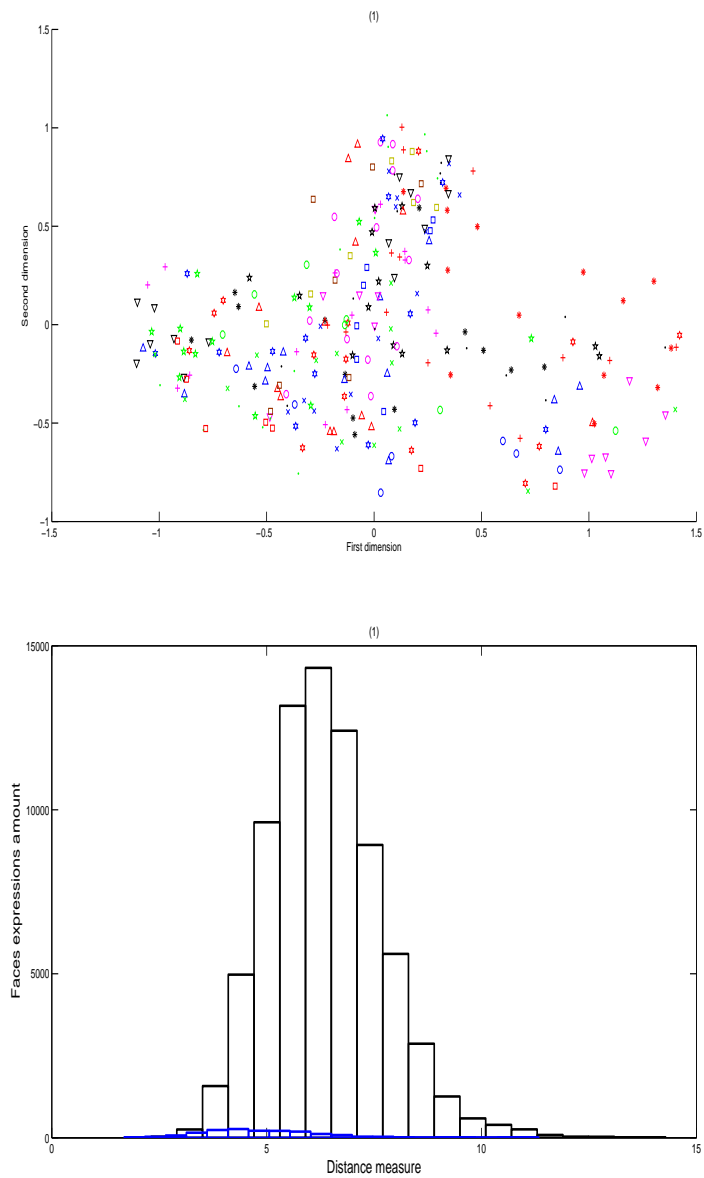 (1)
1.5
1
0.5
0
−0.5
−1
Second dimension
−1.5 −1 −0.5 0 0.5 1 1.5
First dimension
(1)
15000
10000
5000
0
Faces expressions amount
0 5 10 15
Distance measure